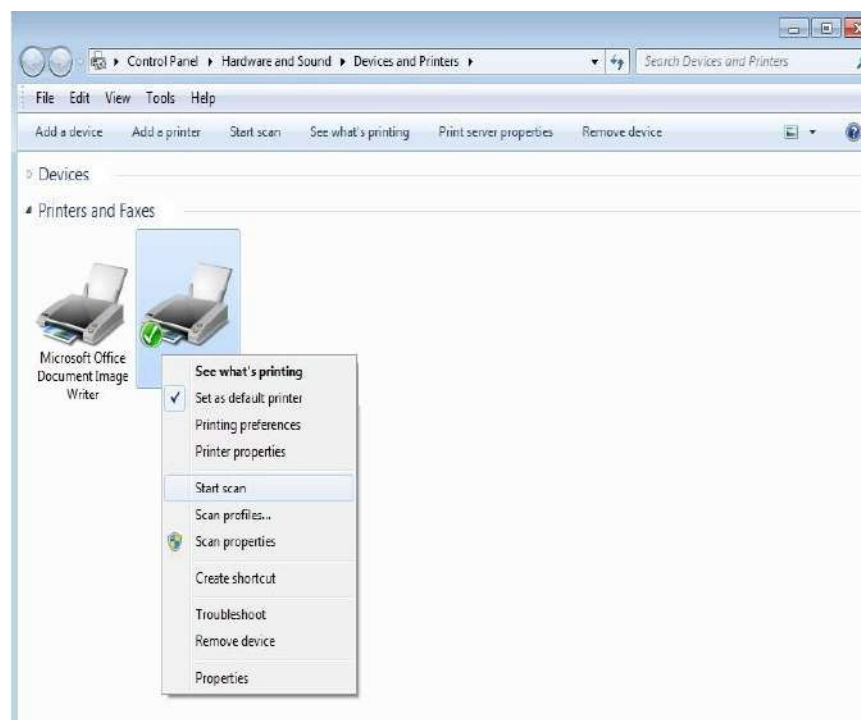 Control Panel Hardware and Sound Devices and Printers
Search Devices and Printers
File Edit View Tools Help
Add a device Add a printer Start scan See what's printing Print server properties Remove device
Devices
Printers and Faxes
Microsoft Office
Document Image
Writer
See what's printing
Set as default printer
Printing preferences
Printer properties
Start scan
Scan profiles...
Scan properties
Create shortcut
Troubleshoot
Remove device
Properties